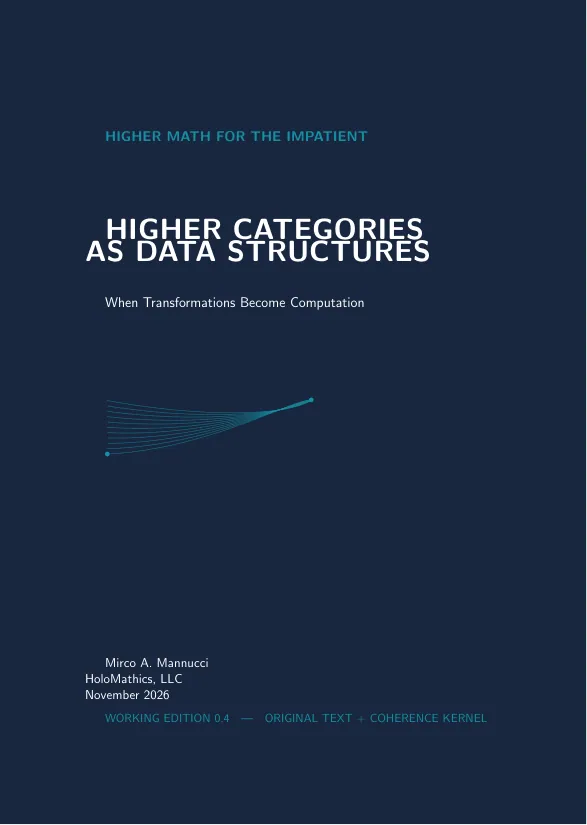 HIGHER MATH FOR THE IMPATIENT
HIGHER CATEGORIES
AS DATA STRUCTURES
When Transformations Become Computation
Mirco A. Mannucci
HoloMathics, LLC
November 2026
WORKING EDITION 0.4 — ORIGINAL TEXT + COHERENCE KERNEL